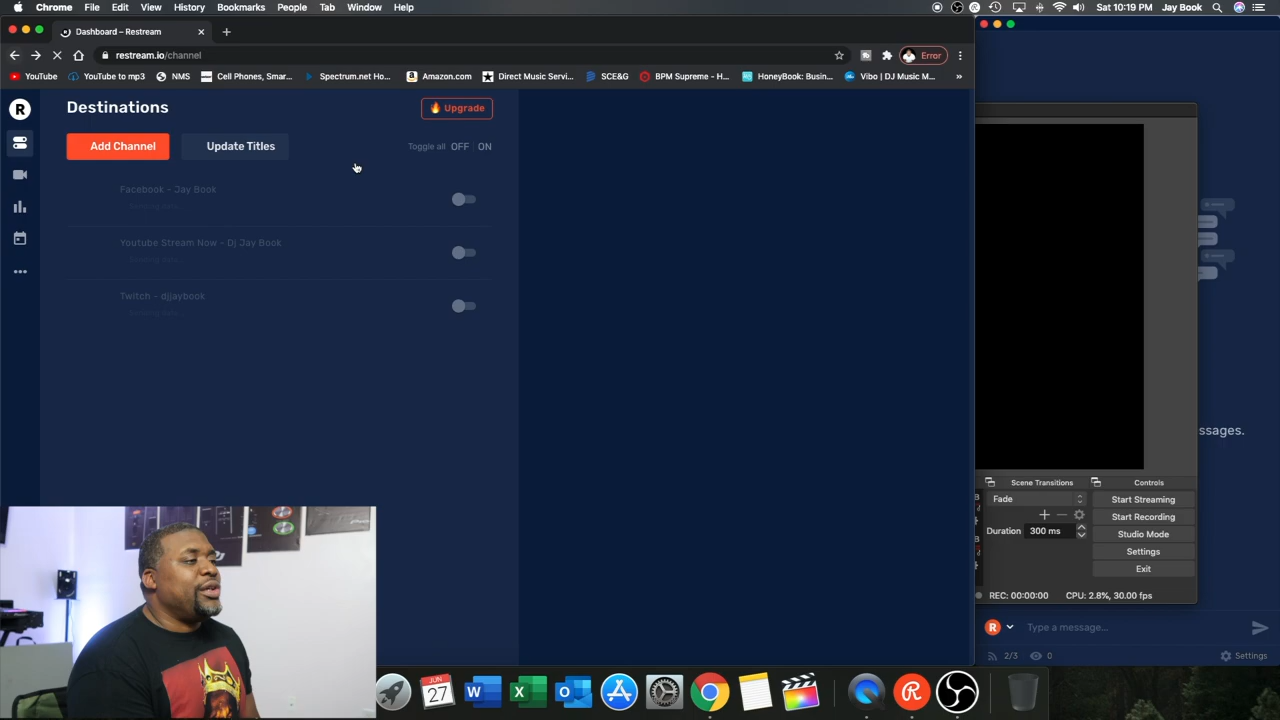 Chrome File Edit View History Bookmarks People Tab Window Help
Sat 10:19 PM Jay Book
Dashboard – Restream
restream.io/channel
Error
YouTube
YouTube to mp3
NMS
Cell Phones, Smar...
Spectrum.net Ho...
Amazon.com
Direct Music Servi...
SCE&G
BPM Supreme - H...
HoneyBook: Busin...
Vibo | DJ Music M...
»
R
Destinations
Upgrade
Add Channel
Update Titles
Toggle all OFF ON
Facebook - Jay Book
Youtube Stream Now - Dj Jay Book
Twitch - djjaybook
ssages.
Scene Transitions
Controls
Fade
Duration 300 ms
Start Streaming
Start Recording
Studio Mode
Settings
Exit
REC: 00:00:00
CPU: 2.8%, 30.00 fps
R
Type a message...
2/3
0
Settings
JUN
27